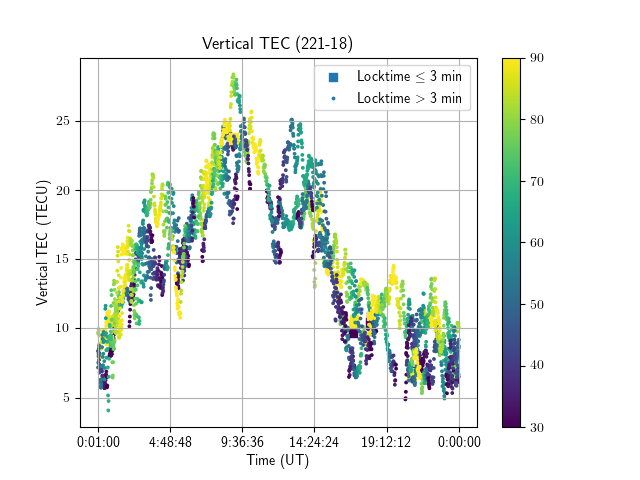 Vertical TEC (221-18)
Locktime ≤ 3 min
Locktime > 3 min
Vertical TEC (TECU)
25
20
15
10
5
0:01:00 4:48:48 9:36:36 14:24:24 19:12:12 0:00:00
Time (UT)
90
80
70
60
50
40
30